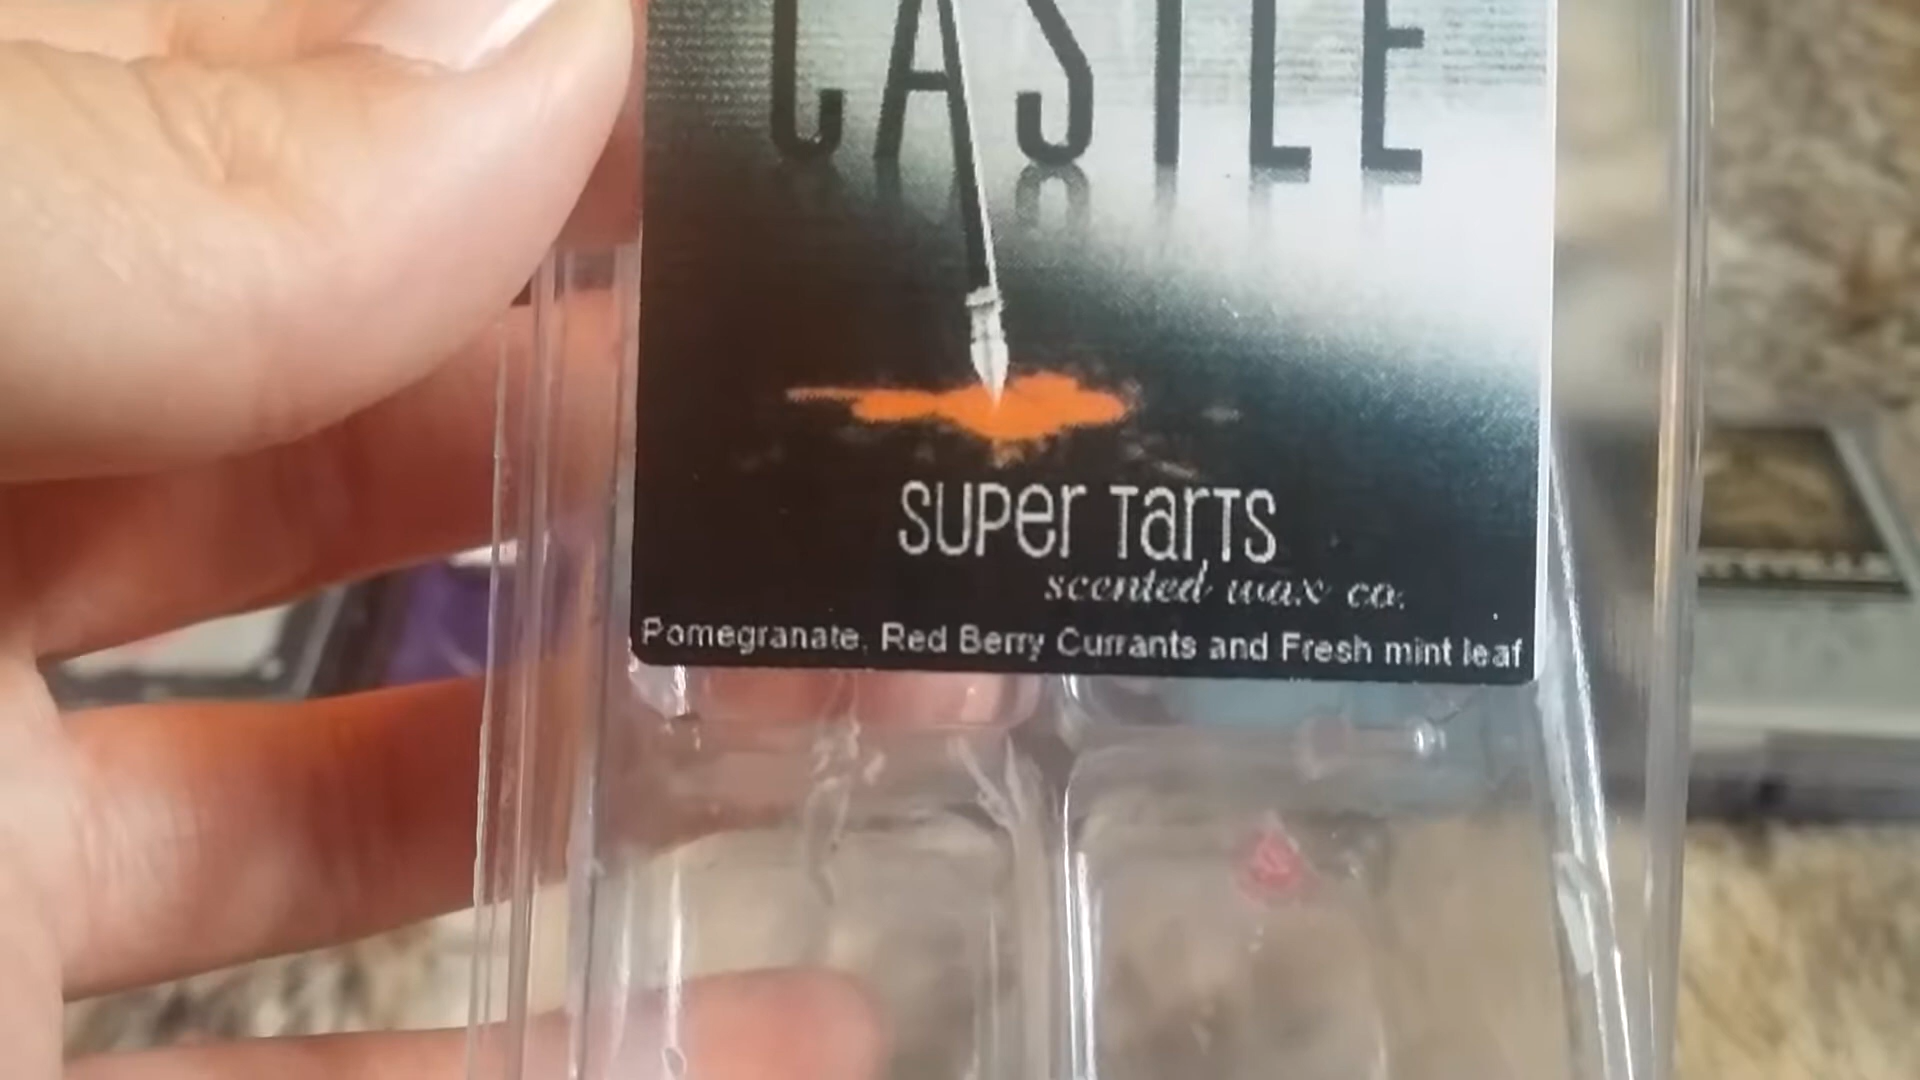 CASTLE
SUPer TarTS
scented wax co.
Pomegranate, Red Berry Currants and Fresh mint leaf